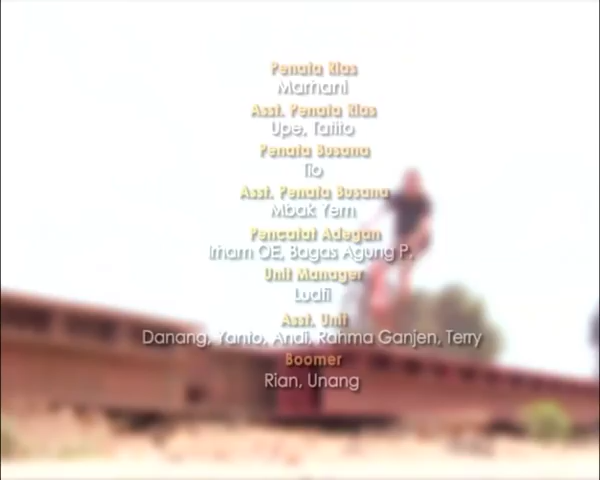 Penata Rias
Marhani
Asst. Penata Rias
Upe, Tatito
Penata Busana
Tio
Asst. Penata Busana
Mbak Yem
Pencatat Adegan
Irham OE, Bagas Agung P.
Unit Manager
Ludfi
Asst. Unit
Danang, Yanto, Andi, Rahma Ganjen, Terry
Boomer
Rian, Unang